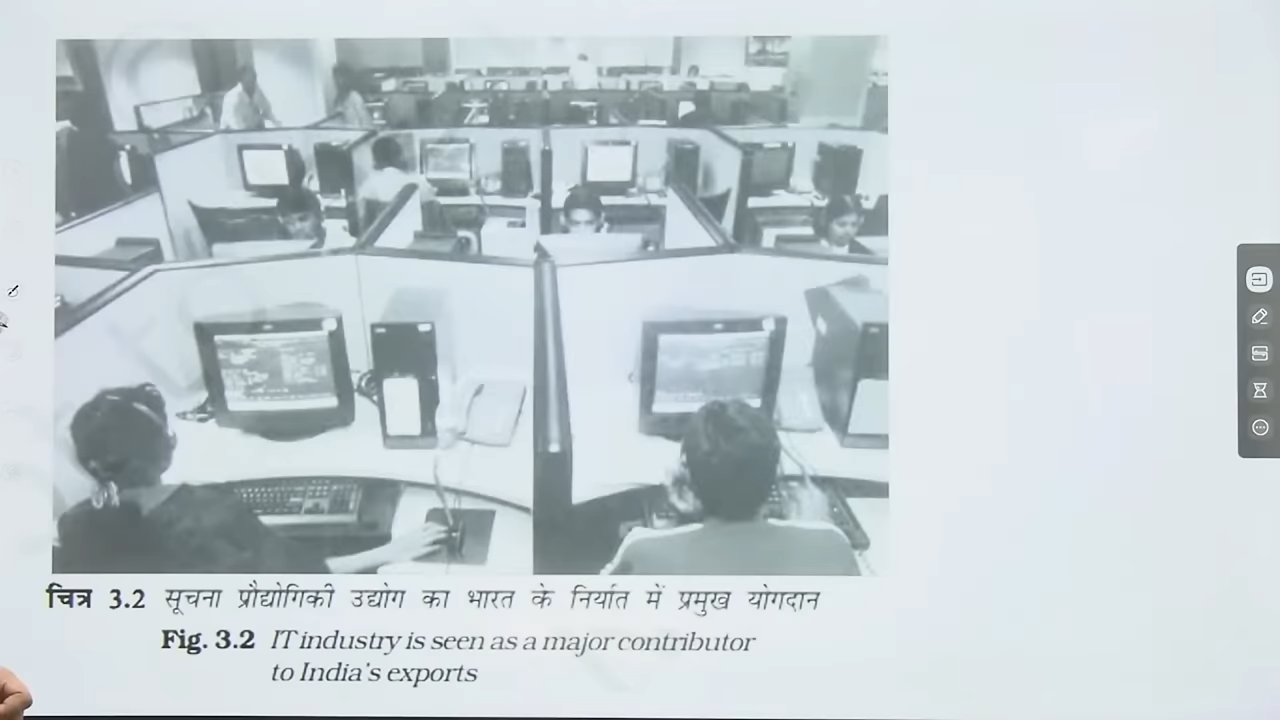 चित्र 3.2 सूचना प्रौद्योगिकी उद्योग का भारत के निर्यात में प्रमुख योगदान
Fig. 3.2 IT industry is seen as a major contributor
to India's exports